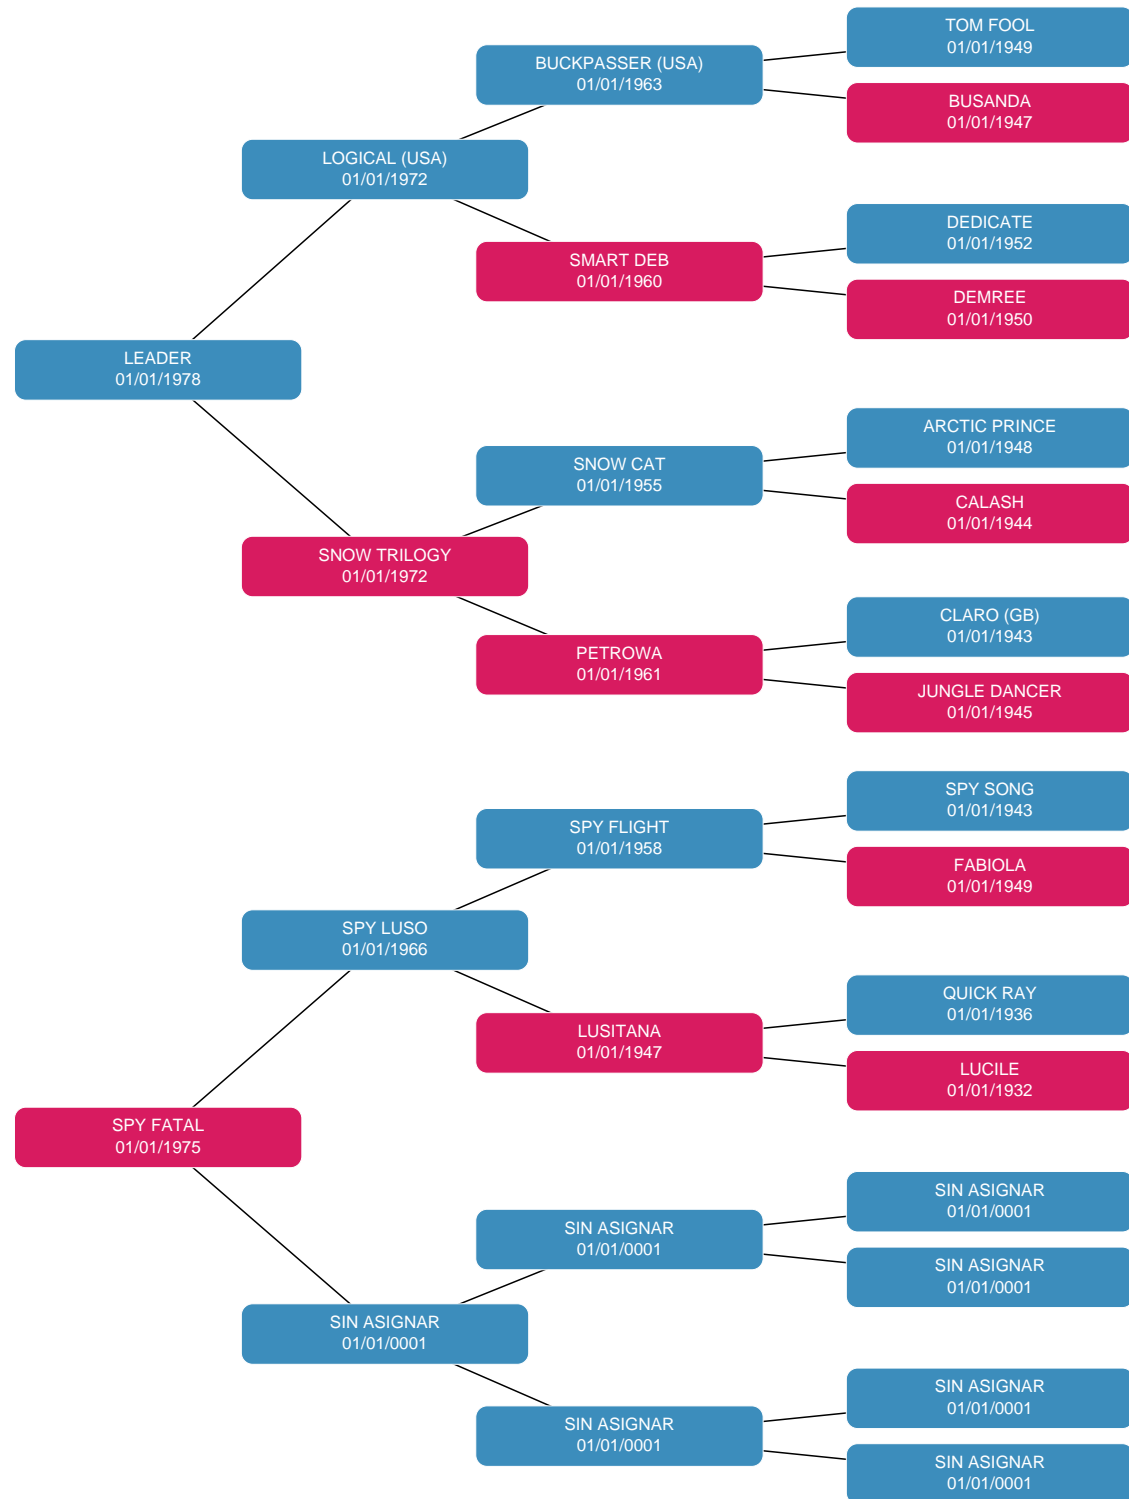 TOM FOOL
01/01/1949
BUCKPASSER (USA)
01/01/1963
BUSANDA
01/01/1947
LOGICAL (USA)
01/01/1972
DEDICATE
01/01/1952
SMART DEB
01/01/1960
DEMREE
01/01/1950
LEADER
01/01/1978
ARCTIC PRINCE
01/01/1948
SNOW CAT
01/01/1955
CALASH
01/01/1944
SNOW TRILOGY
01/01/1972
CLARO (GB)
01/01/1943
PETROWA
01/01/1961
JUNGLE DANCER
01/01/1945
SPY SONG
01/01/1943
SPY FLIGHT
01/01/1958
FABIOLA
01/01/1949
SPY LUSO
01/01/1966
QUICK RAY
01/01/1936
LUSITANA
01/01/1947
LUCILE
01/01/1932
SPY FATAL
01/01/1975
SIN ASIGNAR
01/01/0001
SIN ASIGNAR
01/01/0001
SIN ASIGNAR
01/01/0001
SIN ASIGNAR
01/01/0001
SIN ASIGNAR
01/01/0001
SIN ASIGNAR
01/01/0001
SIN ASIGNAR
01/01/0001